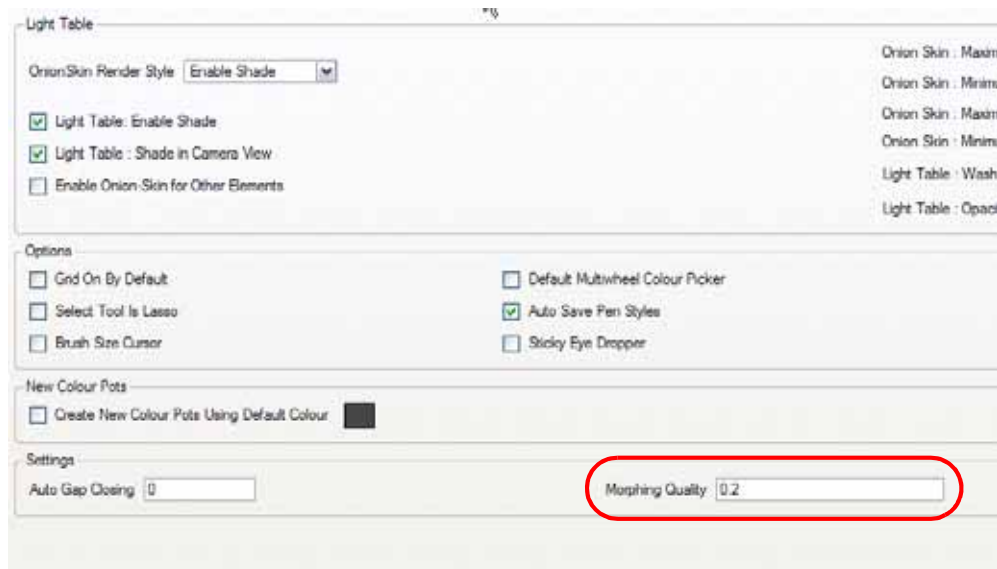 Light Table
OnionSkin Render Style Enable Shade
Light Table: Enable Shade
Light Table : Shade in Camera View
Enable Onion-Skin for Other Elements
Onion Skin : Maxim
Onion Skin : Minimu
Onion Skin : Maxim
Onion Skin : Minimu
Light Table : Wash
Light Table : Opaci
Options
Grid On By Default
Select Tool Is Lasso
Brush Size Cursor
Default Multiwheel Colour Picker
Auto Save Pen Styles
Sticky Eye Dropper
New Colour Pots
Create New Colour Pots Using Default Colour
Settings
Auto Gap Closing 0
Morphing Quality 0.2